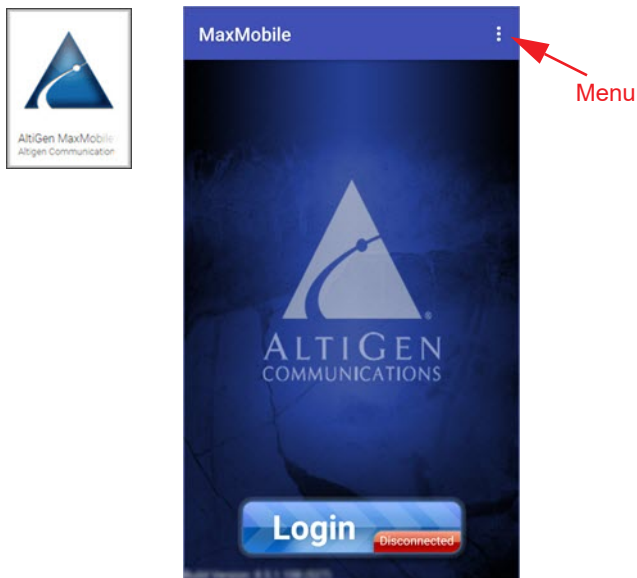 AltiGen MaxMobile
Altigen Communication
MaxMobile
Menu
ALTIGEN
COMMUNICATIONS
®
Login
Disconnected